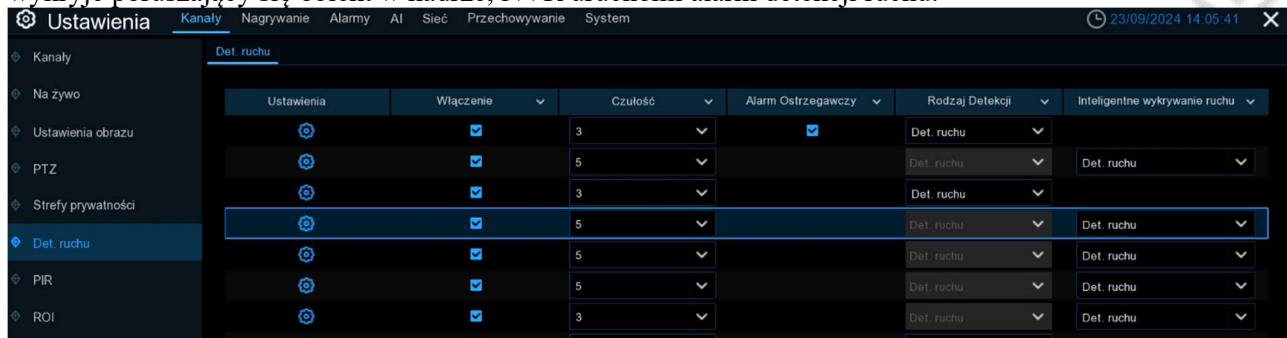 Ustawienia Kanały Nagrywanie Alarmy AI Sieć Przechowywanie System 23/09/2024 14:05:41
Kanały
Na żywo
Ustawienia obrazu
PTZ
Strefy prywatności
Det. ruchu
PIR
ROI
Det. ruchu
Ustawienia Włączenie Czułość Alarm Ostrzegawczy Rodzaj Detekcji Inteligentne wykrywanie ruchu
3 Det. ruchu
5 Det. ruchu Det. ruchu
3 Det. ruchu
5 Det. ruchu Det. ruchu
5 Det. ruchu Det. ruchu
5 Det. ruchu Det. ruchu
3 Det. ruchu Det. ruchu